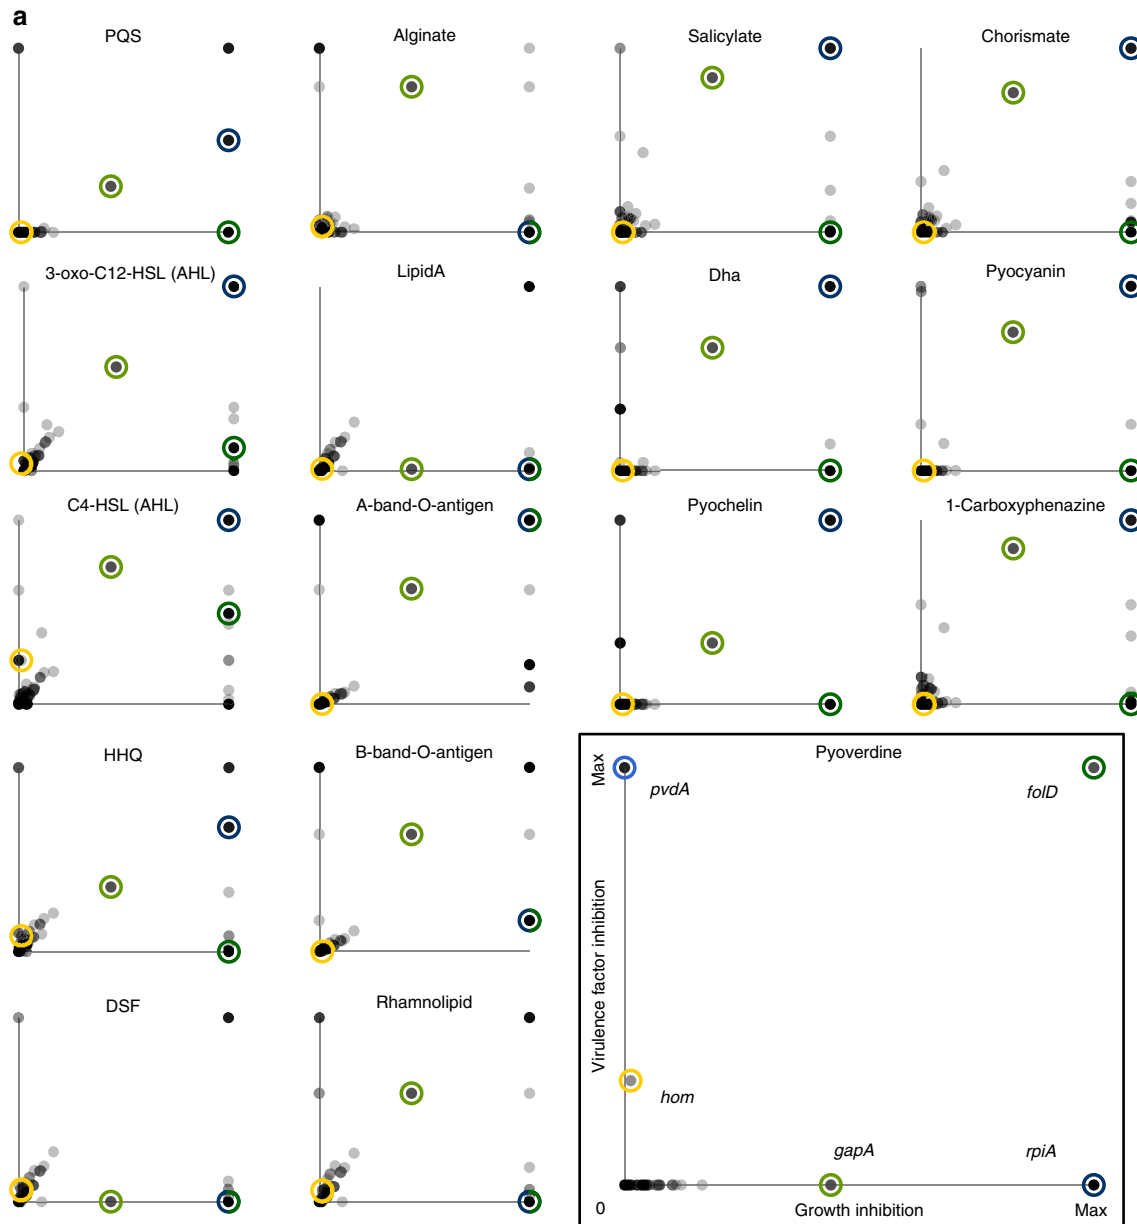 a
PQS
Alginate
Salicylate
Chorismate
3-oxo-C12-HSL (AHL)
LipidA
Dha
Pyocyanin
C4-HSL (AHL)
A-band-O-antigen
Pyochelin
1-Carboxyphenazine
HHQ
B-band-O-antigen
Pyoverdine
Max
pvdA
folD
Virulence factor inhibition
hom
gapA
rpiA
0
Growth inhibition
Max
DSF
Rhamnolipid